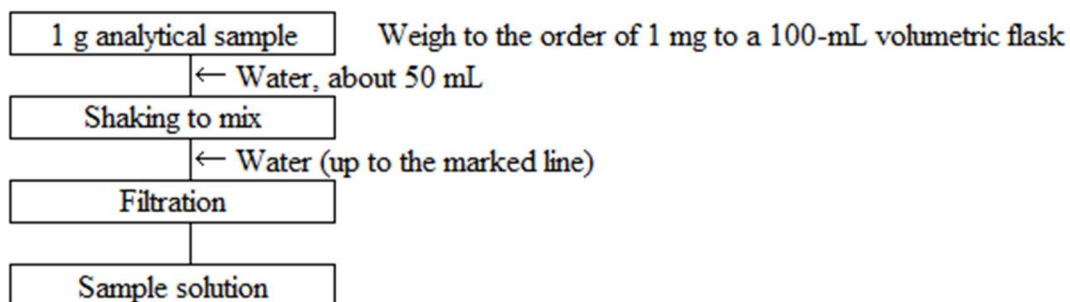 1 g analytical sample Weigh to the order of 1 mg to a 100-mL volumetric flask
← Water, about 50 mL
Shaking to mix
← Water (up to the marked line)
Filtration
Sample solution